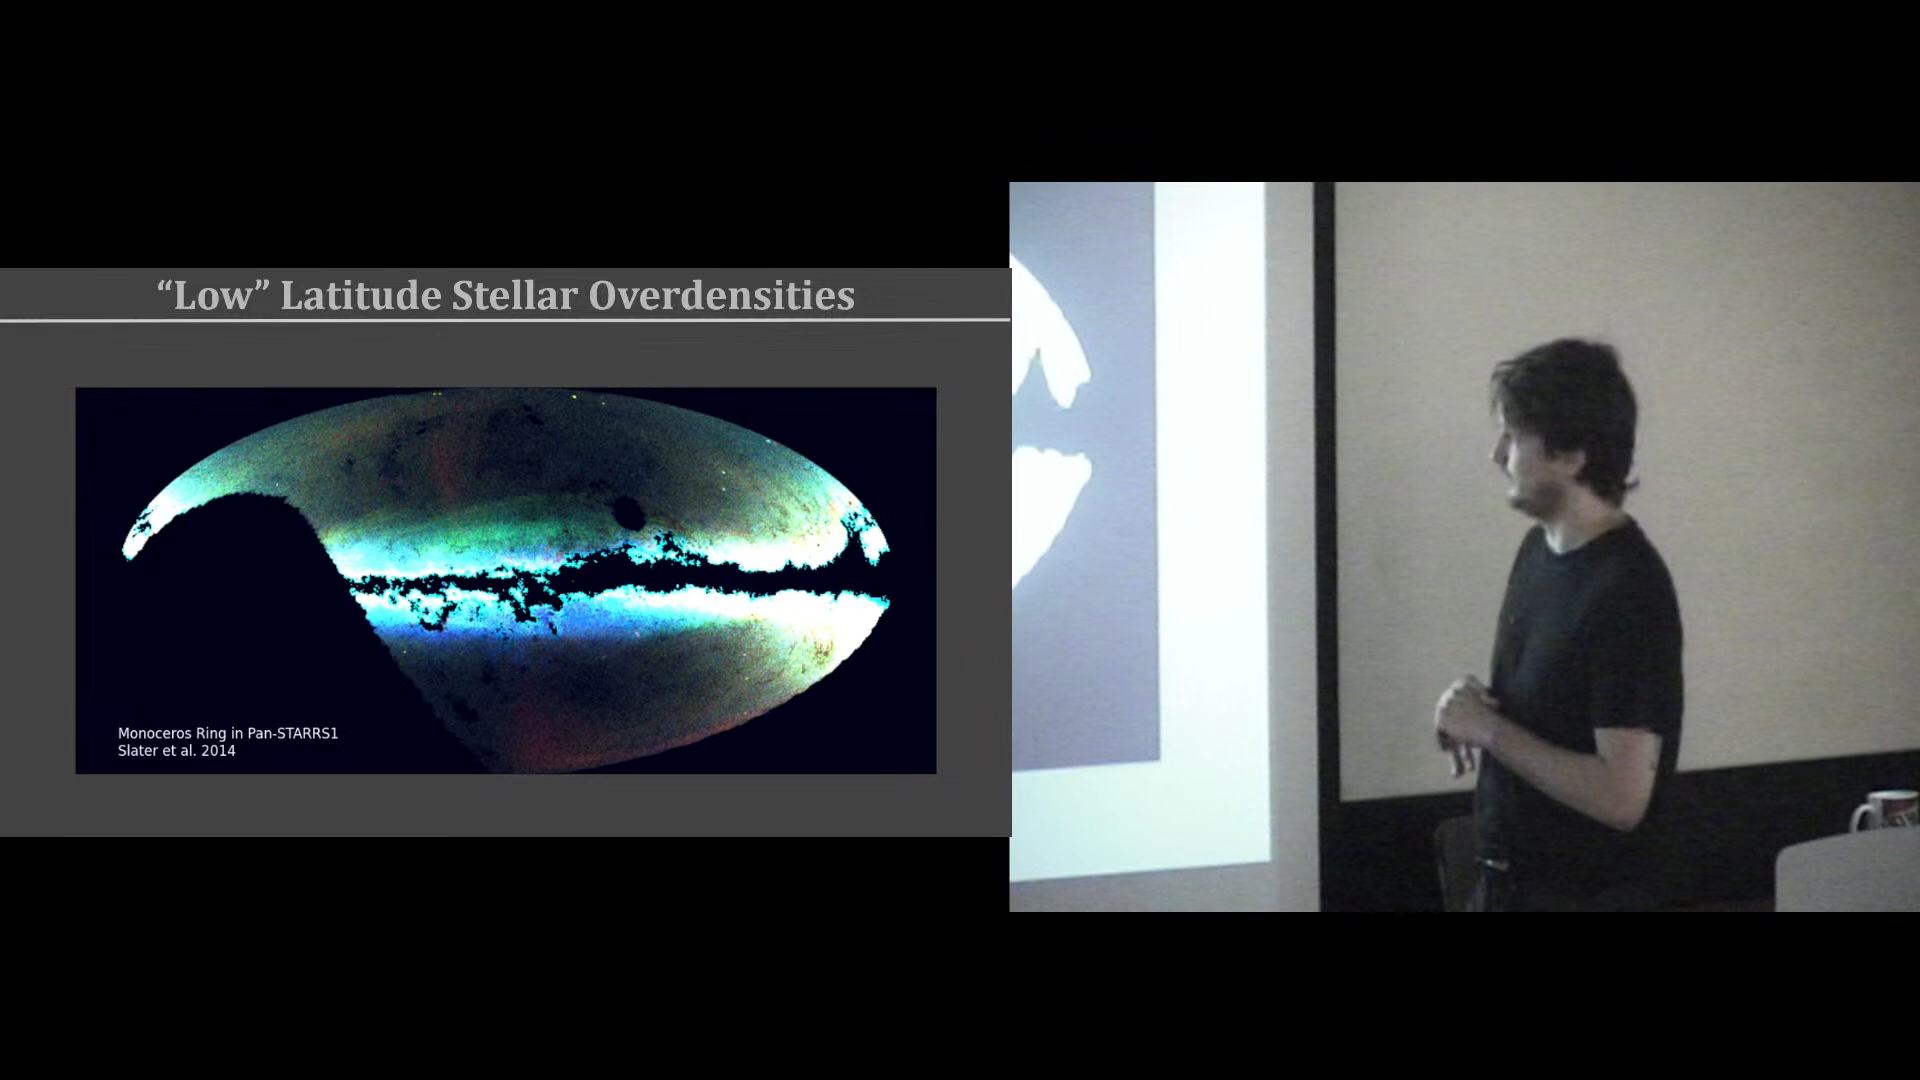 “Low” Latitude Stellar Overdensities
Monoceros Ring in Pan-STARRS1
Slater et al. 2014